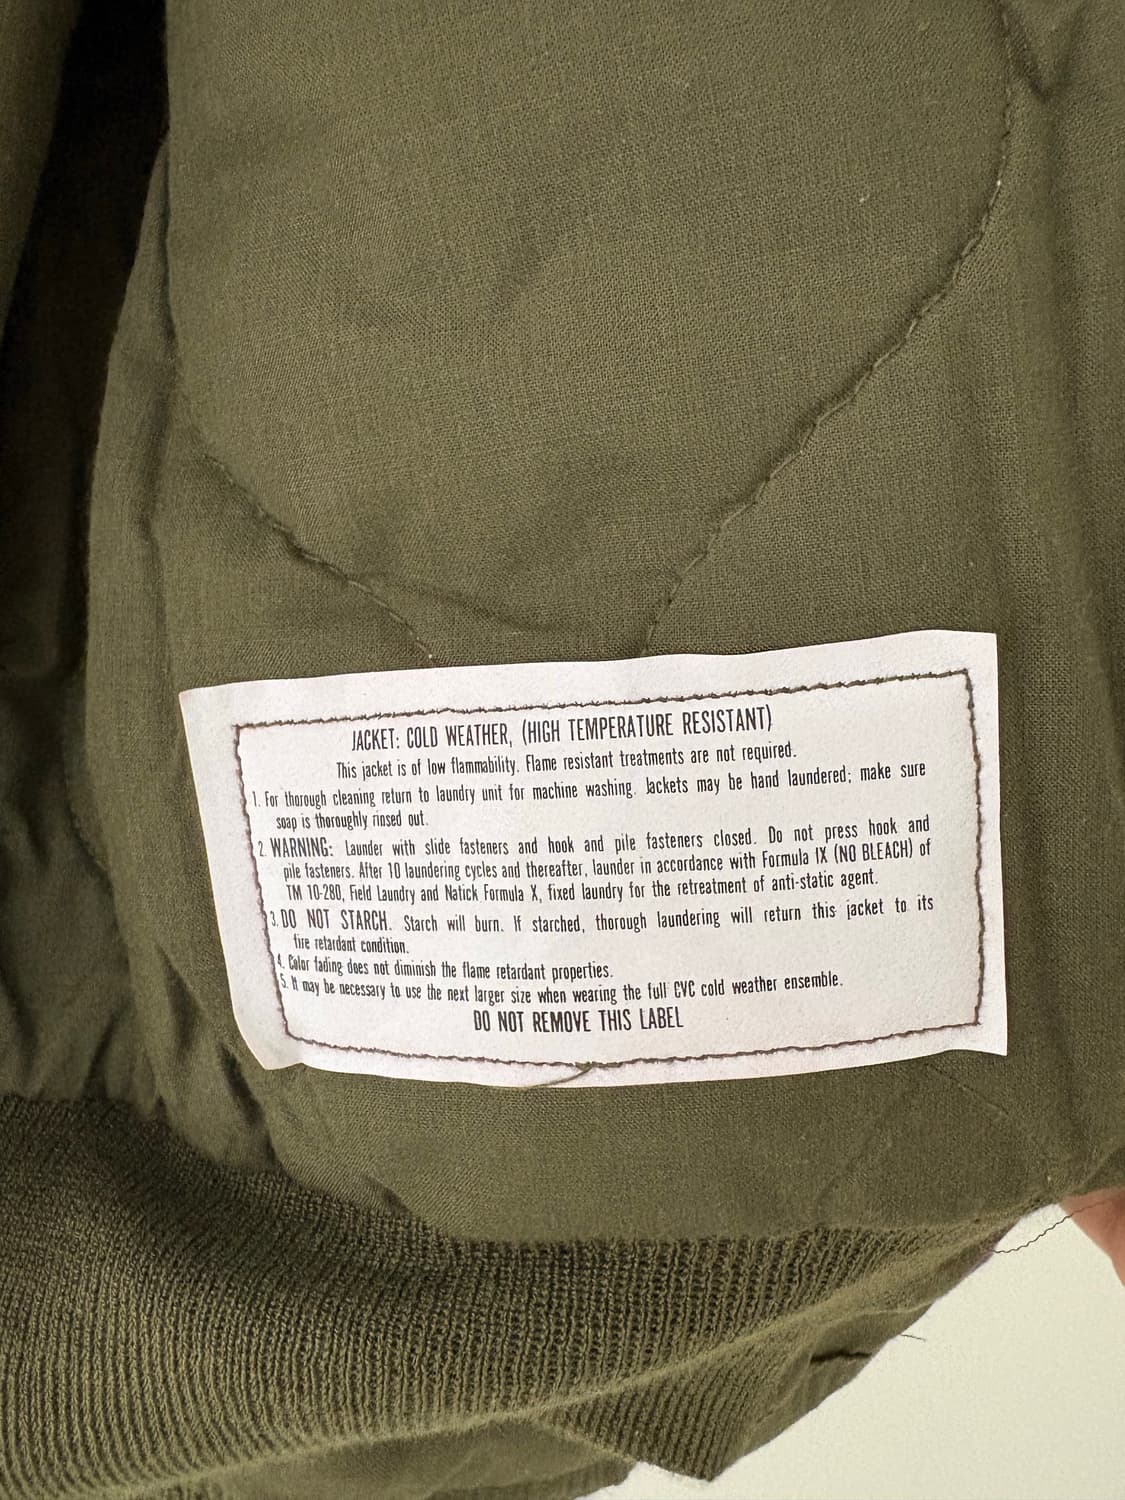 JACKET: COLD WEATHER, (HIGH TEMPERATURE RESISTANT)
This jacket is of low flammability. Flame resistant treatments are not required.
1. For thorough cleaning return to laundry unit for machine washing. Jackets may be hand laundered; make sure
soap is thoroughly rinsed out.
2. WARNING: Launder with slide fasteners and hook and pile fasteners closed. Do not press hook and
pile fasteners. After 10 laundering cycles and thereafter, launder in accordance with Formula IX (NO BLEACH) of
TM 10-280, Field Laundry and Natick Formula X, fixed laundry for the retreatment of anti-static agent.
3. DO NOT STARCH. Starch will burn. If starched, thorough laundering will return this jacket to its
fire retardant condition.
4. Color fading does not diminish the flame retardant properties.
5. It may be necessary to use the next larger size when wearing the full CVC cold weather ensemble.
DO NOT REMOVE THIS LABEL